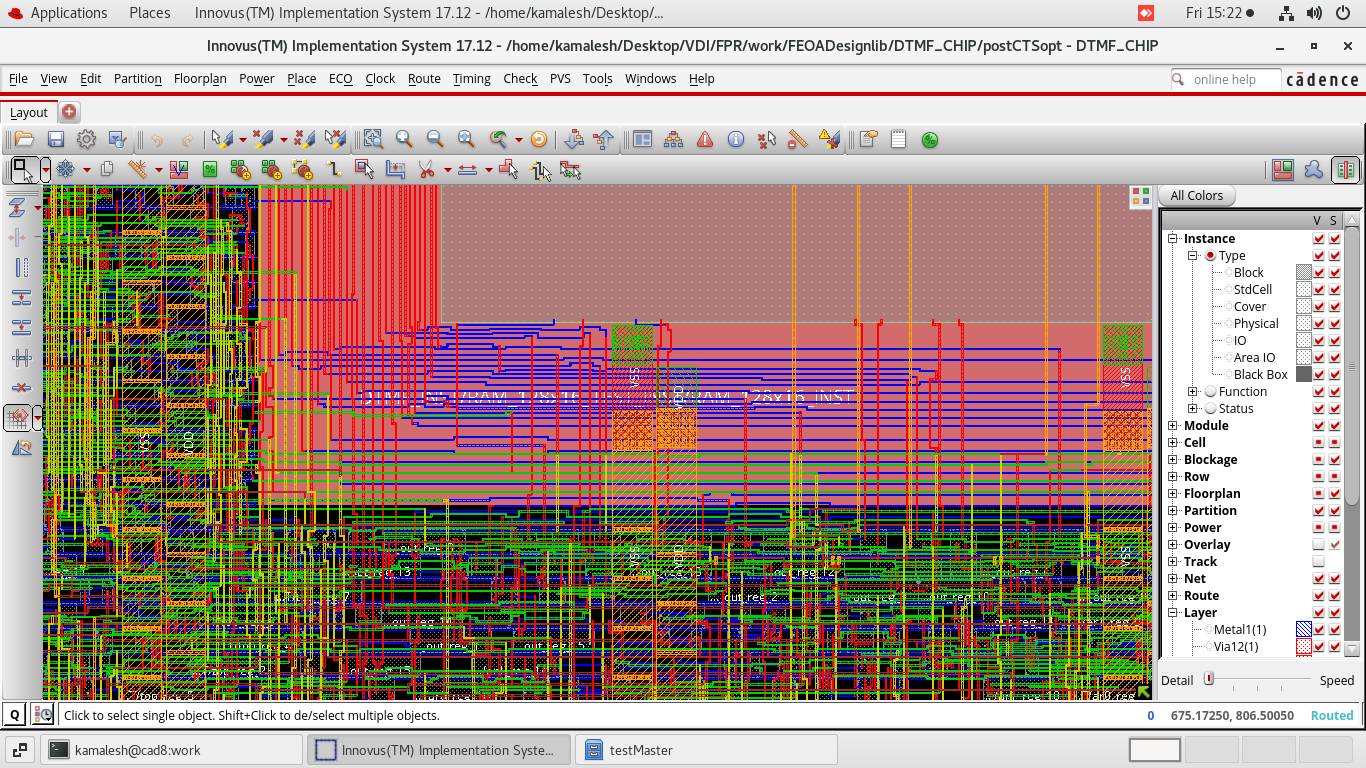 Applications Places Innovus(TM) Implementation System 17.12 - /home/kamalesh/Desktop/... Fri 15:22
Innovus(TM) Implementation System 17.12 - /home/kamalesh/Desktop/VDI/FPR/work/FEOADesignlib/DTMF_CHIP/postCTSopt - DTMF_CHIP
File View Edit Partition Floorplan Power Place ECO Clock Route Timing Check PVS Tools Windows Help online help cādence
Layout
All Colors
V S
Instance
Type
Block
StdCell
Cover
Physical
IO
Area IO
Black Box
Function
Status
Module
Cell
Blockage
Row
Floorplan
Partition
Power
Overlay
Track
Net
Route
Layer
Metal1(1)
Via12(1)
VSS
VDD
VSS
VSS
VDD
VSS
VDD
VSS
Detail Speed
Q Click to select single object. Shift+Click to de/select multiple objects. 0 675.17250, 806.50050 Routed
kamalesh@cad8:work Innovus(TM) Implementation Syste... testMaster